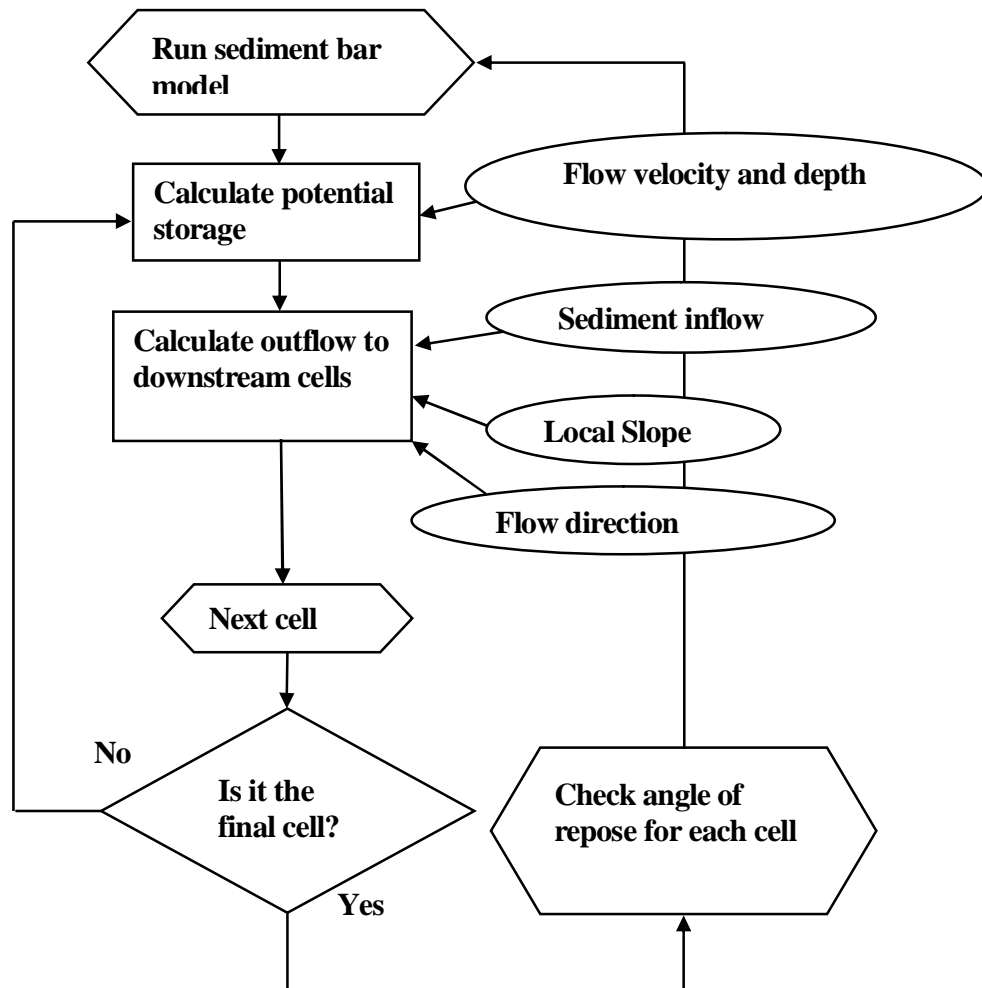 Run sediment bar
model
Flow velocity and depth
Calculate potential
storage
Sediment inflow
Calculate outflow to
downstream cells
Local Slope
Flow direction
Next cell
No
Is it the
final cell?
Check angle of
repose for each cell
Yes